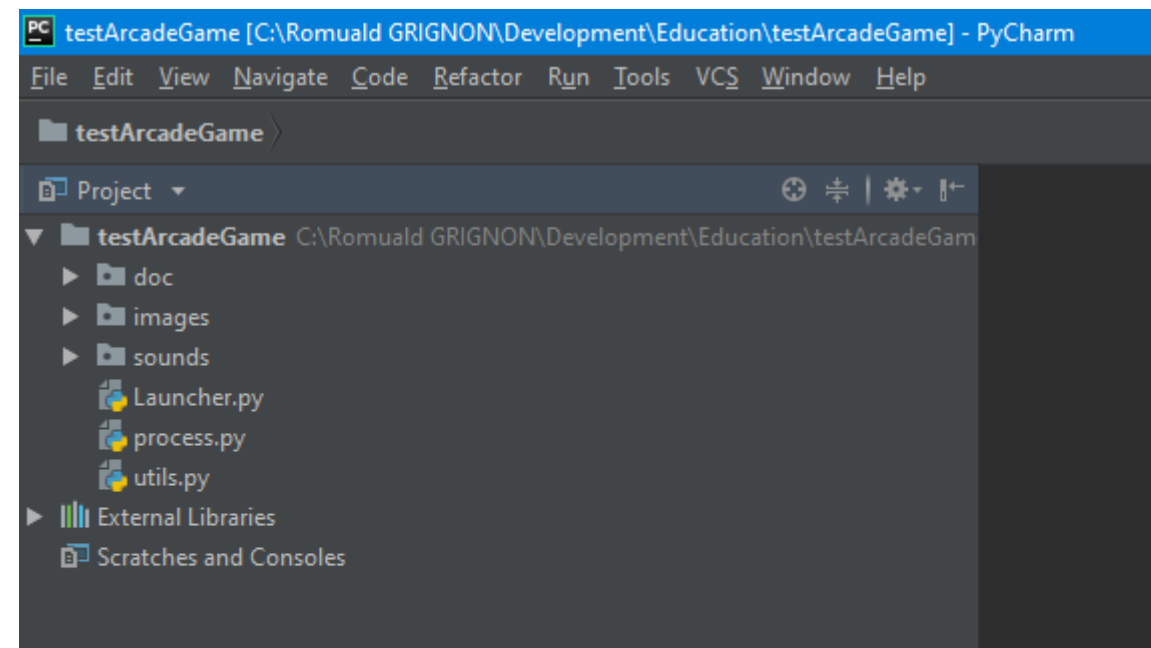 PC testArcadeGame [C:\Romuald GRIGNON\Development\Education\testArcadeGame] - PyCharm
File Edit View Navigate Code Refactor Run Tools VCS Window Help
testArcadeGame
Project
testArcadeGame C:\Romuald GRIGNON\Development\Education\testArcadeGam
doc
images
sounds
Launcher.py
process.py
utils.py
External Libraries
Scratches and Consoles